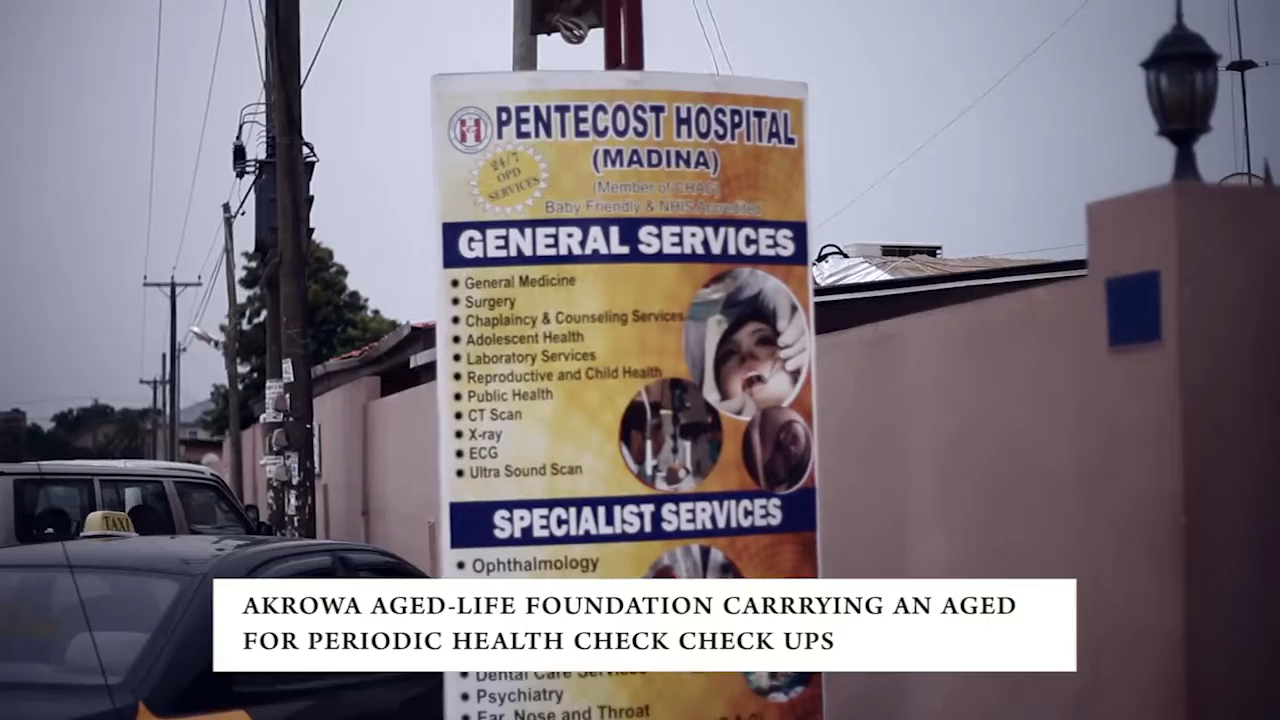 PENTECOST HOSPITAL
(MADINA)
24/7
OPD
SERVICES
(Member of CHAG)
Baby Friendly & NHIS Accredited
GENERAL SERVICES
General Medicine
Surgery
Chaplaincy & Counseling Services
Adolescent Health
Laboratory Services
Reproductive and Child Health
Public Health
CT Scan
X-ray
ECG
Ultra Sound Scan
SPECIALIST SERVICES
Ophthalmology
TAXI
AKROWA AGED-LIFE FOUNDATION CARRRYING AN AGED
FOR PERIODIC HEALTH CHECK CHECK UPS
Dental Care Services
Psychiatry
Ear, Nose and Throat